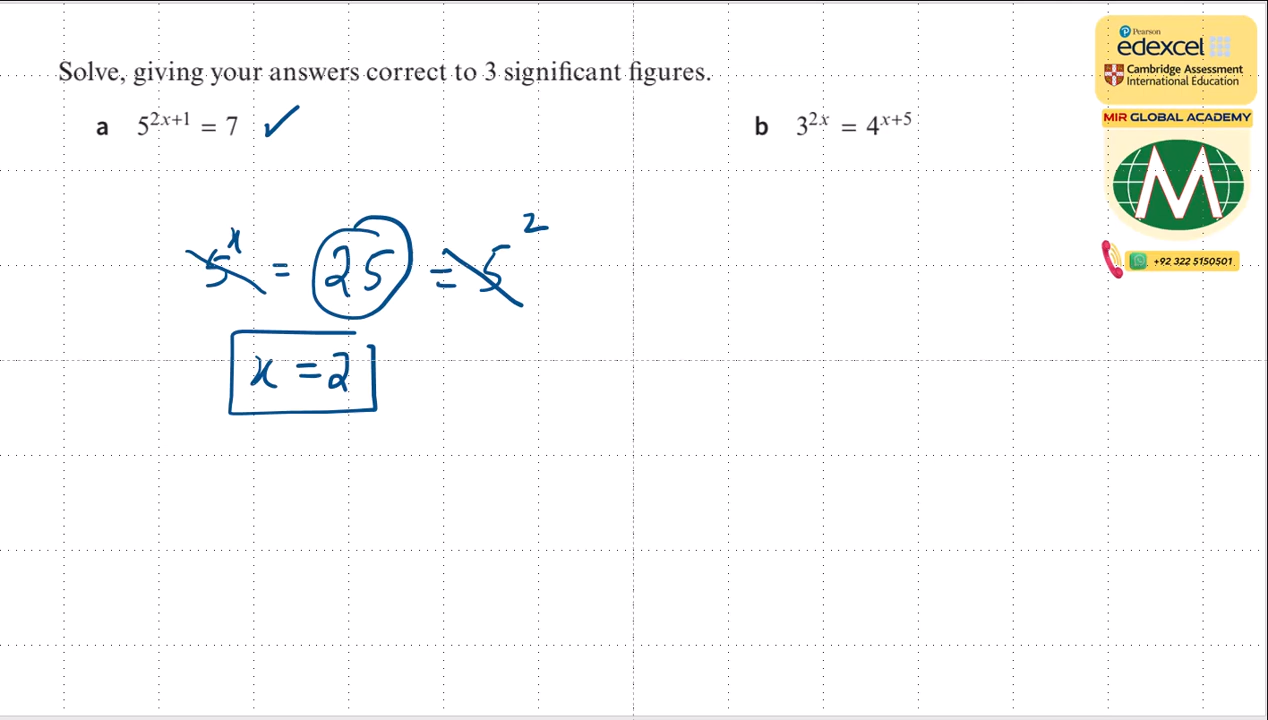 Solve, giving your answers correct to 3 significant figures.
a 5^{2x+1} = 7 ✓
b 3^{2x} = 4^{x+5}
5^x = 25 = 5^2
x = 2
Pearson
edexcel
Cambridge Assessment
International Education
MIR GLOBAL ACADEMY
M
+92 322 5150501